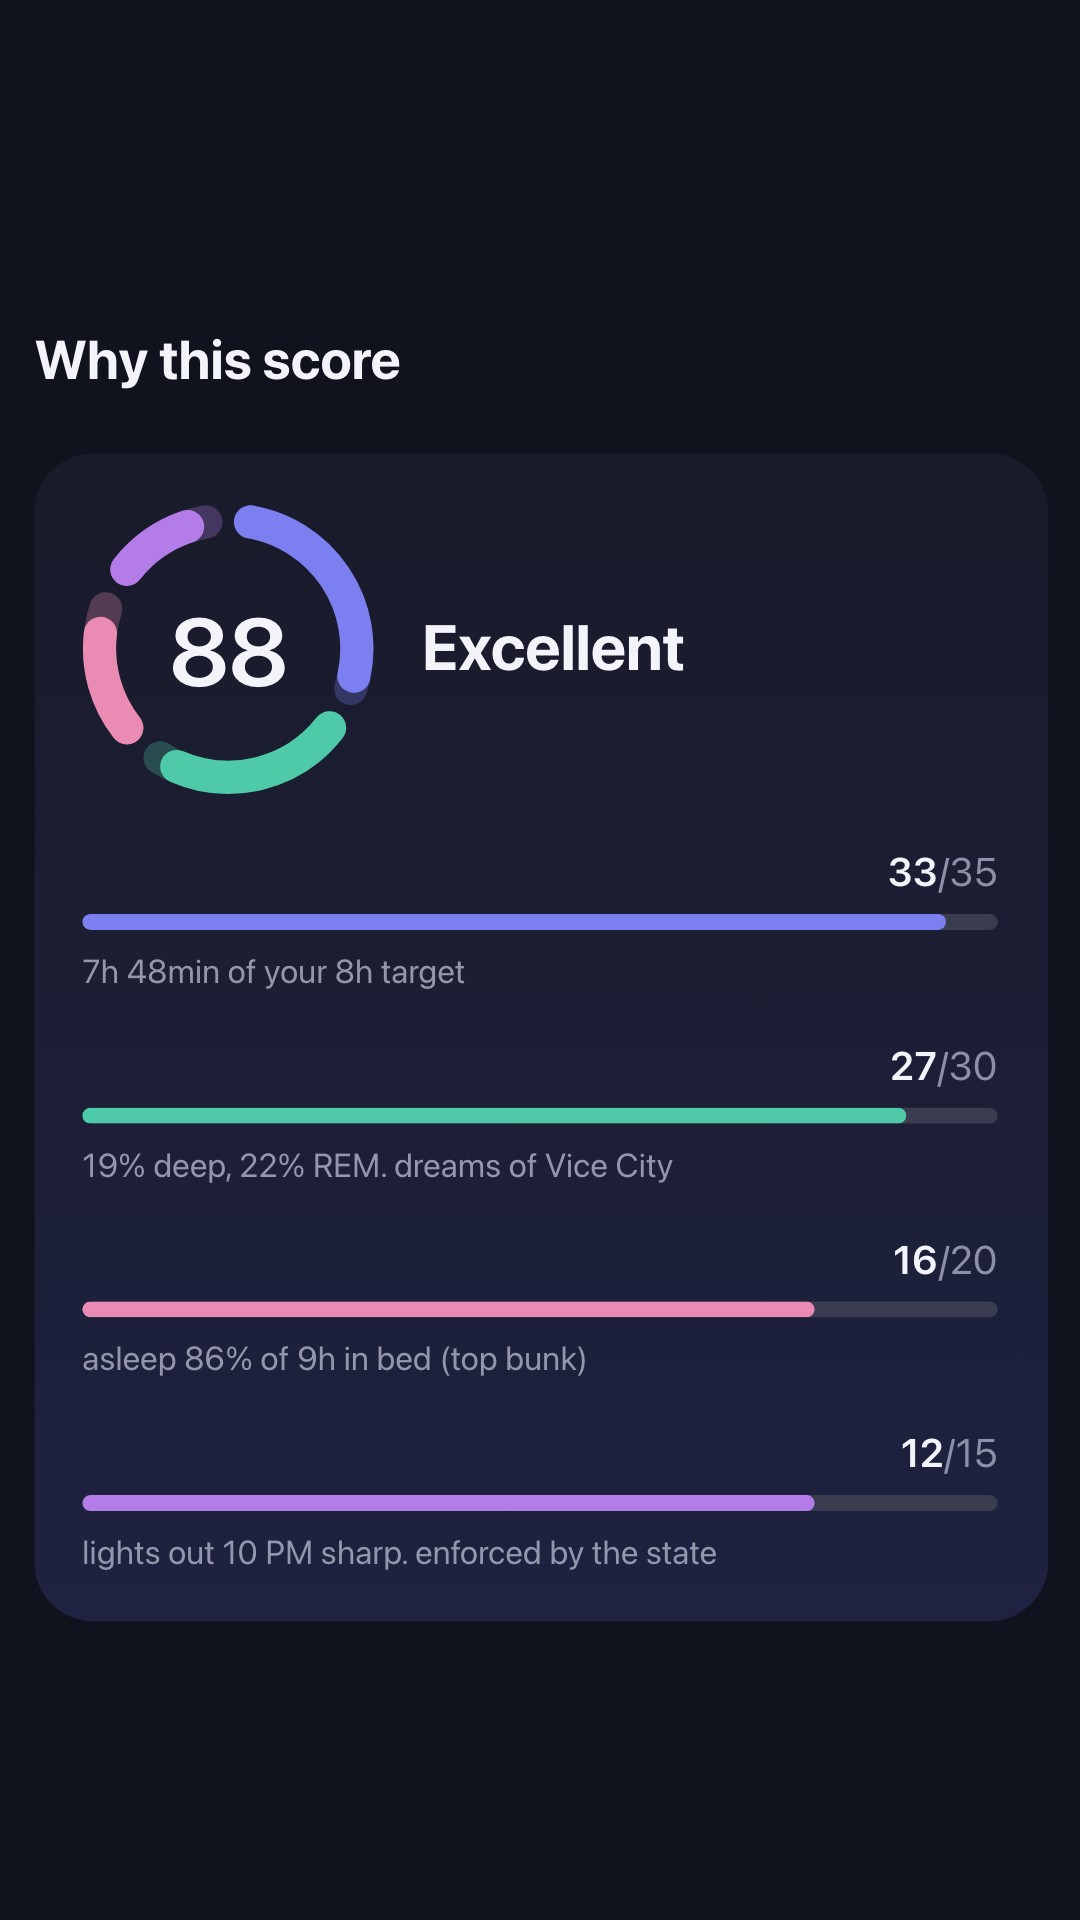 Why this score
88
Excellent
33/35
7h 48min of your 8h target
27/30
19% deep, 22% REM. dreams of Vice City
16/20
asleep 86% of 9h in bed (top bunk)
12/15
lights out 10 PM sharp. enforced by the state